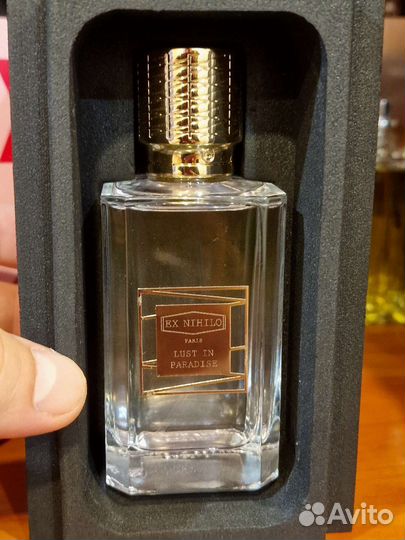 EX NIHILO
PARIS
LUST IN
PARADISE
Avito